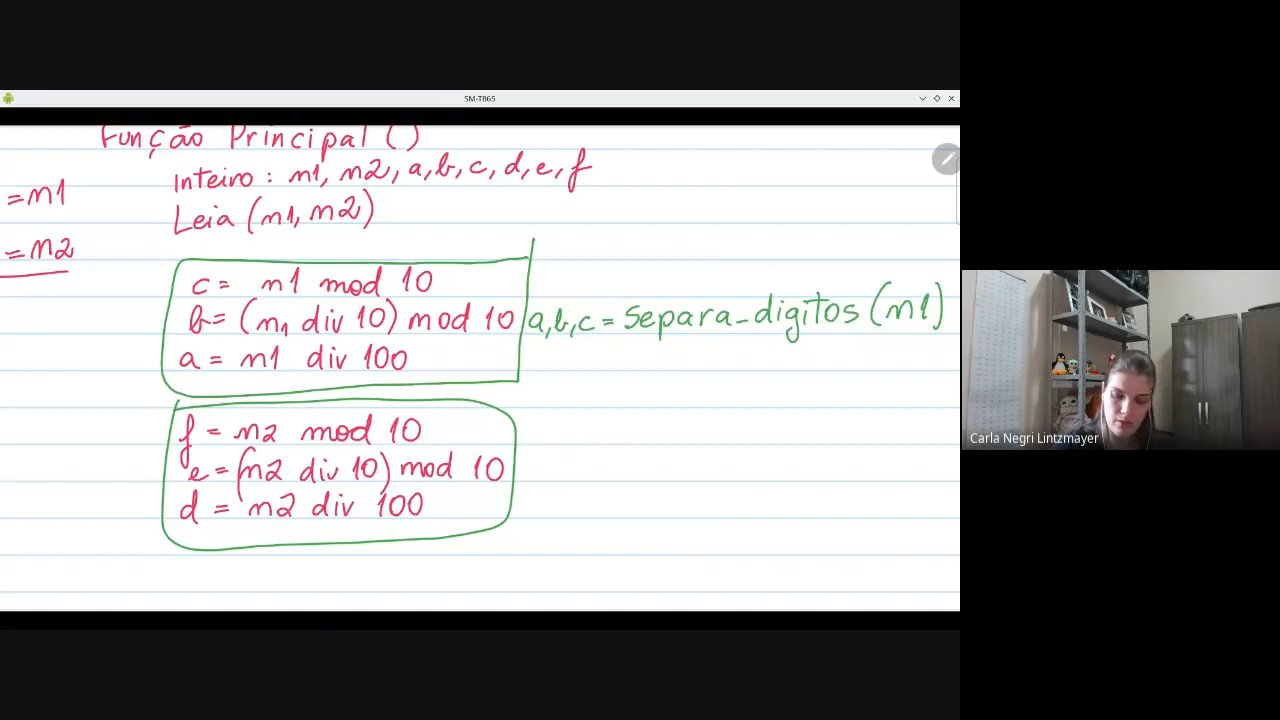 SM-T865
Função Principal ()
Inteiro : m1, m2, a, b, c, d, e, f
= m1
Leia (m1, m2)
= m2
c = m1 mod 10
b = (m1 div 10) mod 10
a, b, c = separa_digitos (m1)
a = m1 div 100
f = m2 mod 10
e = (m2 div 10) mod 10
d = m2 div 100
Carla Negri Lintzmayer